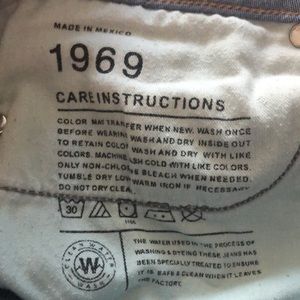 MADE IN MEXICO
1969
CARE INSTRUCTIONS
COLOR MAY TRANSFER WHEN NEW. WASH ONCE
BEFORE WEARING. WASH AND DRY INSIDE OUT
TO RETAIN COLOR. WASH AND DRY WITH LIKE
COLORS. MACHINE WASH COLD WITH LIKE COLORS.
ONLY NON-CHLORINE BLEACH WHEN NEEDED.
TUMBLE DRY LOW. WARM IRON IF NECESSARY.
DO NOT DRY CLEAN.
30
CLEAN WATER
W
WASH
THE WATER USED IN THE PROCESS OF
WASHING & DYEING THESE JEANS HAS
BEEN SPECIALLY TREATED TO ENSURE
IT IS SAFE & CLEAN WHEN IT LEAVES
THE FACTORY.